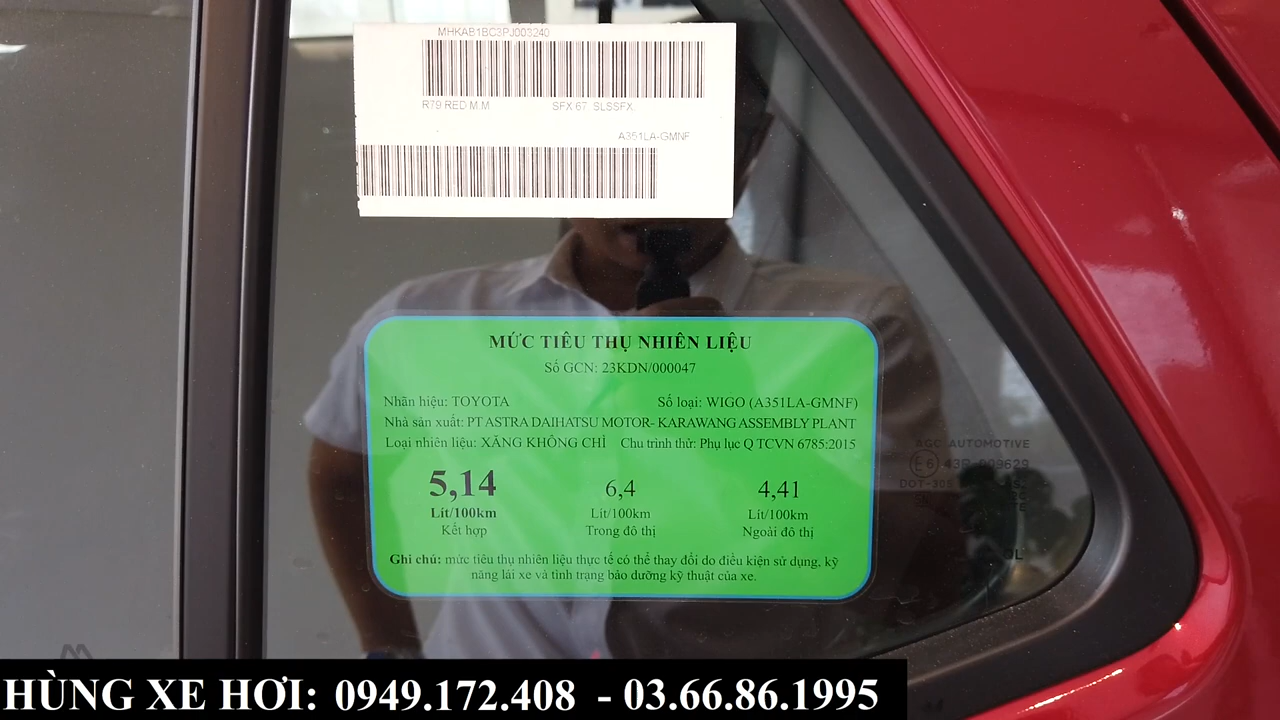 MHKAB1BC3PJ003240
R79 RED M.M SFX 67 SLSSFX
A351LA-GMNF
MỨC TIÊU THỤ NHIÊN LIỆU
Số GCN: 23KDN/000047
Nhãn hiệu: TOYOTA Số loại: WIGO (A351LA-GMNF)
Nhà sản xuất: PT ASTRA DAIHATSU MOTOR- KARAWANG ASSEMBLY PLANT
Loại nhiên liệu: XĂNG KHÔNG CHÌ Chu trình thử: Phụ lục Q TCVN 6785:2015
5,14 6,4 4,41
Lít/100km Lít/100km Lít/100km
Kết hợp Trong đô thị Ngoài đô thị
Ghi chú: mức tiêu thụ nhiên liệu thực tế có thể thay đổi do điều kiện sử dụng, kỹ
năng lái xe và tình trạng bảo dưỡng kỹ thuật của xe.
AGC AUTOMOTIVE
E6 43R
DOT-305
HÙNG XE HƠI: 0949.172.408 - 03.66.86.1995